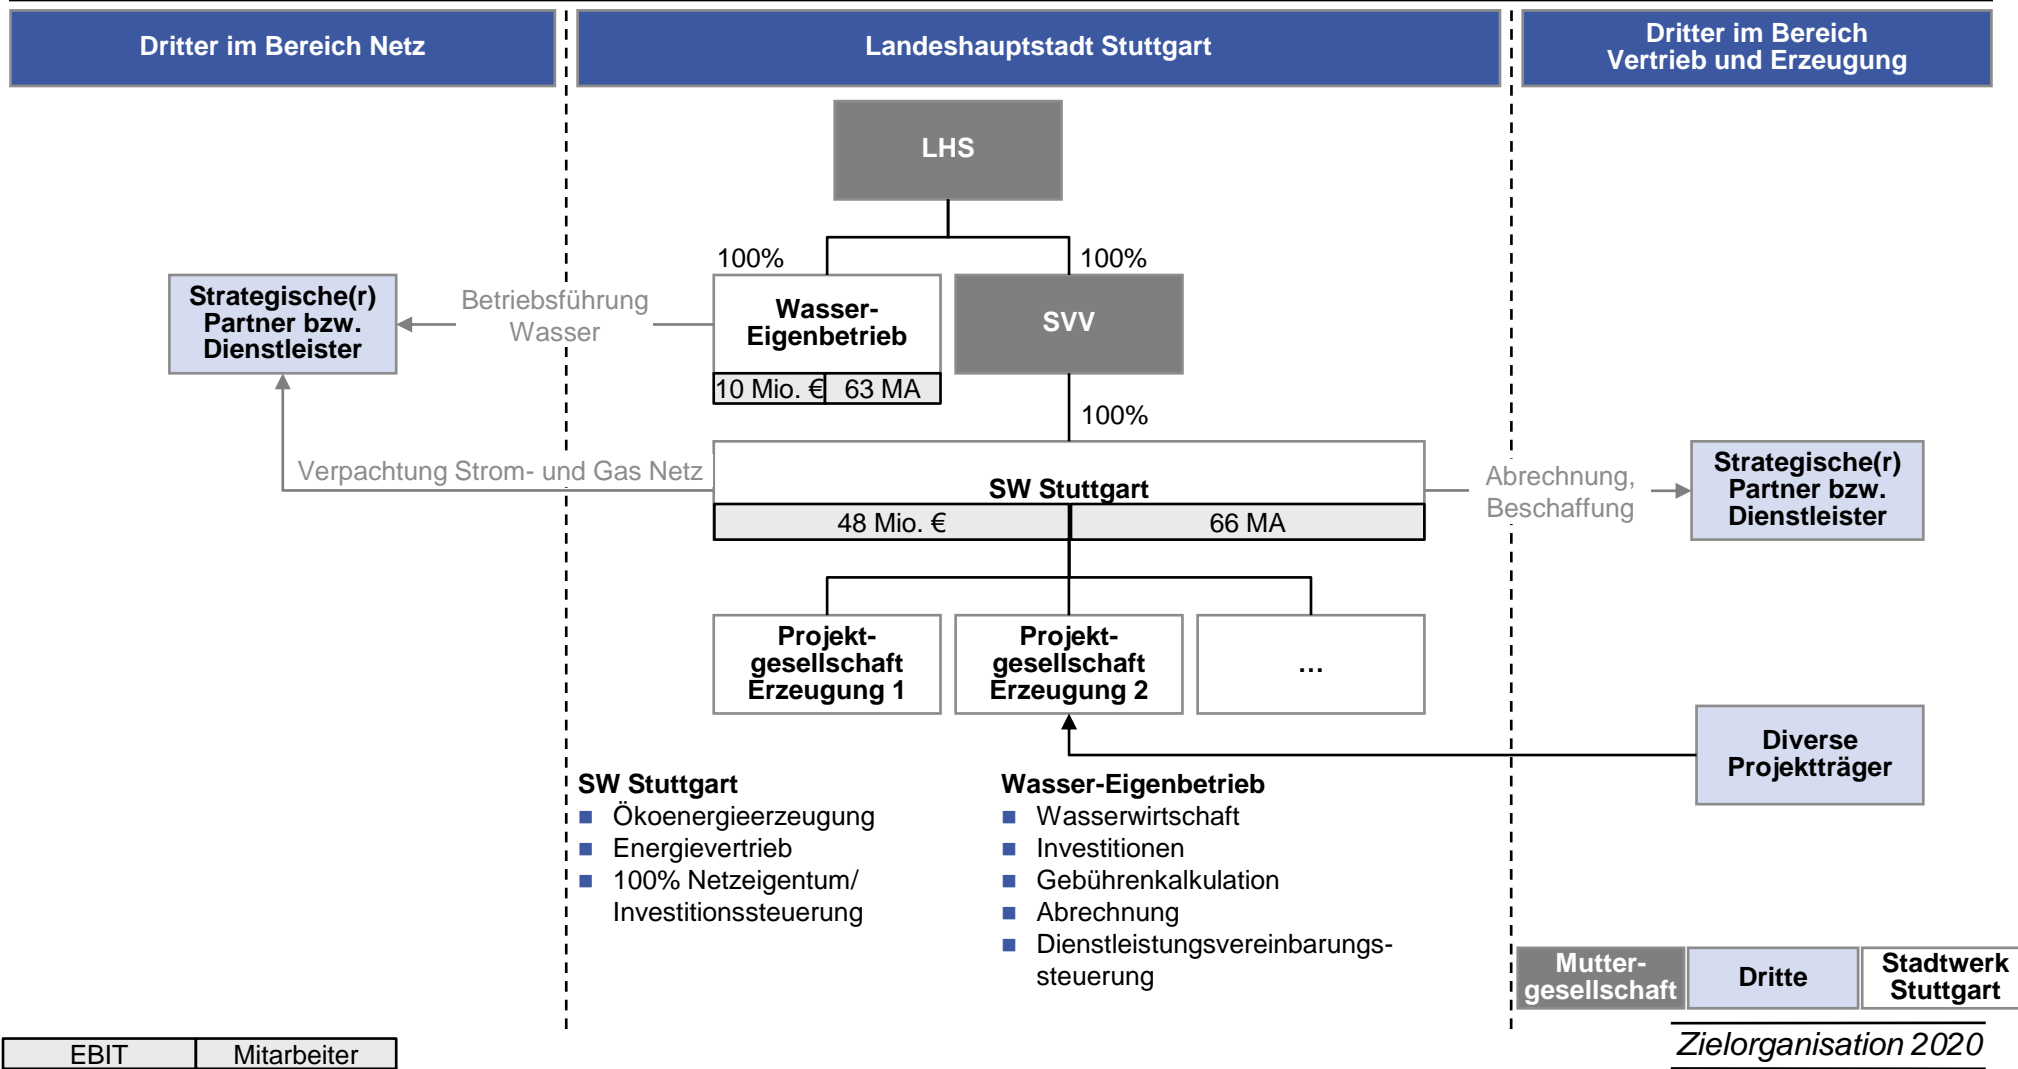 Dritter im Bereich Netz
Landeshauptstadt Stuttgart
Dritter im Bereich
Vertrieb und Erzeugung
LHS
100%
100%
Strategische(r)
Partner bzw.
Dienstleister
Betriebsführung
Wasser
Wasser-
Eigenbetrieb
SVV
10 Mio. €
63 MA
100%
Verpachtung Strom- und Gas Netz
SW Stuttgart
48 Mio. €
66 MA
Abrechnung,
Beschaffung
Strategische(r)
Partner bzw.
Dienstleister
Projekt-
gesellschaft
Erzeugung 1
Projekt-
gesellschaft
Erzeugung 2
...
Diverse
Projektträger
SW Stuttgart
Ökoenergieerzeugung
Energievertrieb
100% Netzeigentum/
Investitionssteuerung
Wasser-Eigenbetrieb
Wasserwirtschaft
Investitionen
Gebührenkalkulation
Abrechnung
Dienstleistungsvereinbarungs-
steuerung
Mutter-
gesellschaft
Dritte
Stadtwerk
Stuttgart
EBIT
Mitarbeiter
Zielorganisation 2020